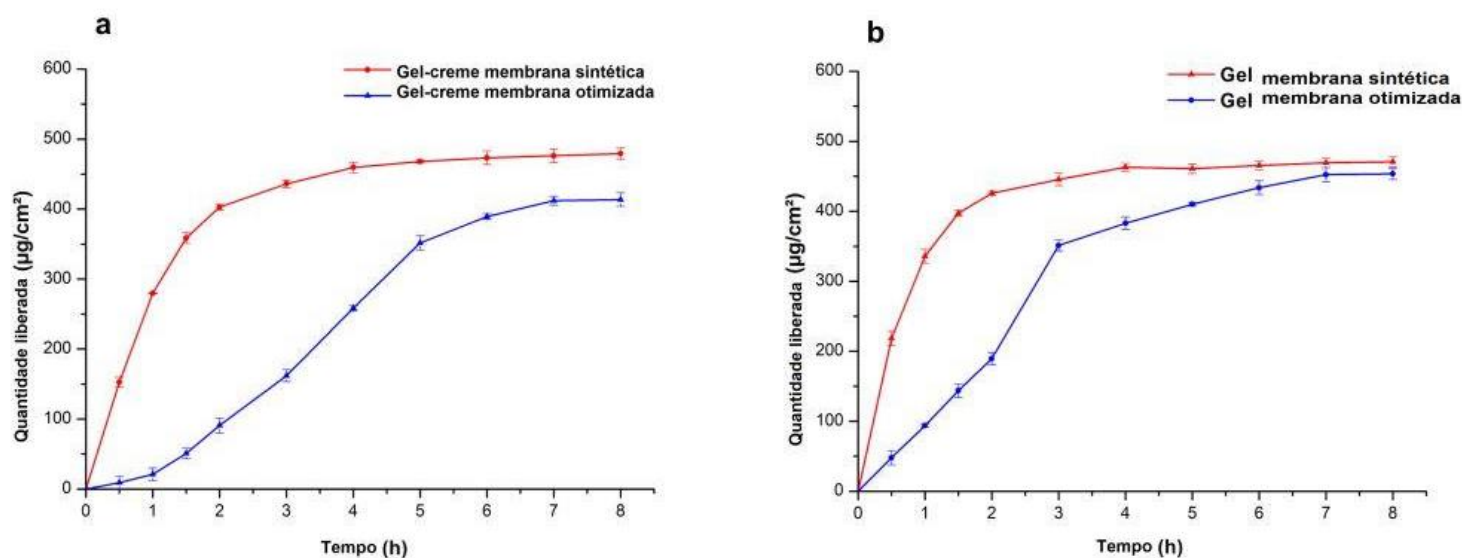 a
Gel-creme membrana sintética
Gel-creme membrana otimizada
Quantidade liberada (µg/cm²)
600
500
400
300
200
100
0
0 1 2 3 4 5 6 7 8
Tempo (h)
b
Gel membrana sintética
Gel membrana otimizada
Quantidade liberada (µg/cm²)
600
500
400
300
200
100
0
0 1 2 3 4 5 6 7 8
Tempo (h)